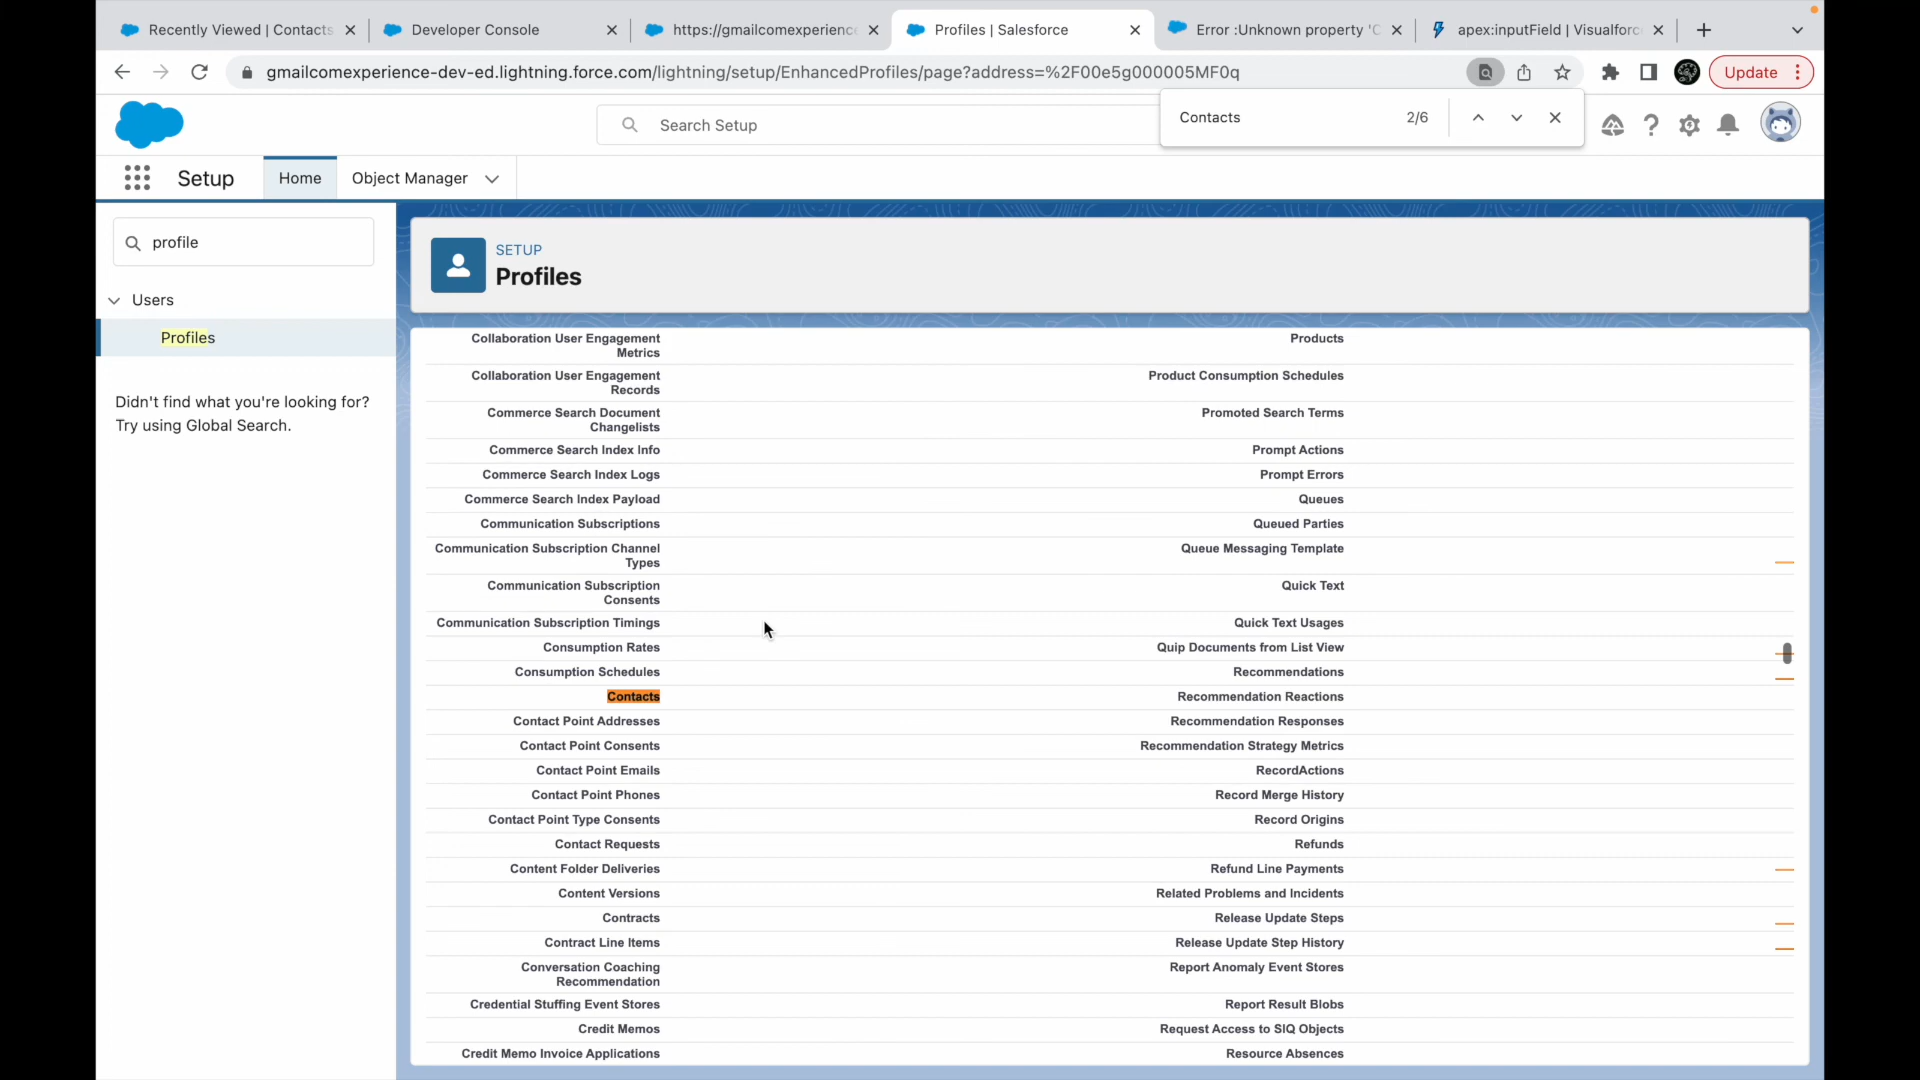 Recently Viewed | Contacts
Developer Console
https://gmailcomexperience
Profiles | Salesforce
Error :Unknown property 'C
apex:inputField | Visualforc
gmailcomexperience-dev-ed.lightning.force.com/lightning/setup/EnhancedProfiles/page?address=%2F00e5g000005MF0q
Update
Search Setup
Contacts
2/6
Setup
Home
Object Manager
profile
Users
Profiles
Didn't find what you're looking for?
Try using Global Search.
SETUP
Profiles
Collaboration User Engagement
Metrics
Products
Collaboration User Engagement
Records
Product Consumption Schedules
Commerce Search Document
Changelists
Promoted Search Terms
Commerce Search Index Info
Prompt Actions
Commerce Search Index Logs
Prompt Errors
Commerce Search Index Payload
Queues
Communication Subscriptions
Queued Parties
Communication Subscription Channel
Types
Queue Messaging Template
Communication Subscription
Consents
Quick Text
Communication Subscription Timings
Quick Text Usages
Consumption Rates
Quip Documents from List View
Consumption Schedules
Recommendations
Contacts
Recommendation Reactions
Contact Point Addresses
Recommendation Responses
Contact Point Consents
Recommendation Strategy Metrics
Contact Point Emails
RecordActions
Contact Point Phones
Record Merge History
Contact Point Type Consents
Record Origins
Contact Requests
Refunds
Content Folder Deliveries
Refund Line Payments
Content Versions
Related Problems and Incidents
Contracts
Release Update Steps
Contract Line Items
Release Update Step History
Conversation Coaching
Recommendation
Report Anomaly Event Stores
Credential Stuffing Event Stores
Report Result Blobs
Credit Memos
Request Access to SIQ Objects
Credit Memo Invoice Applications
Resource Absences